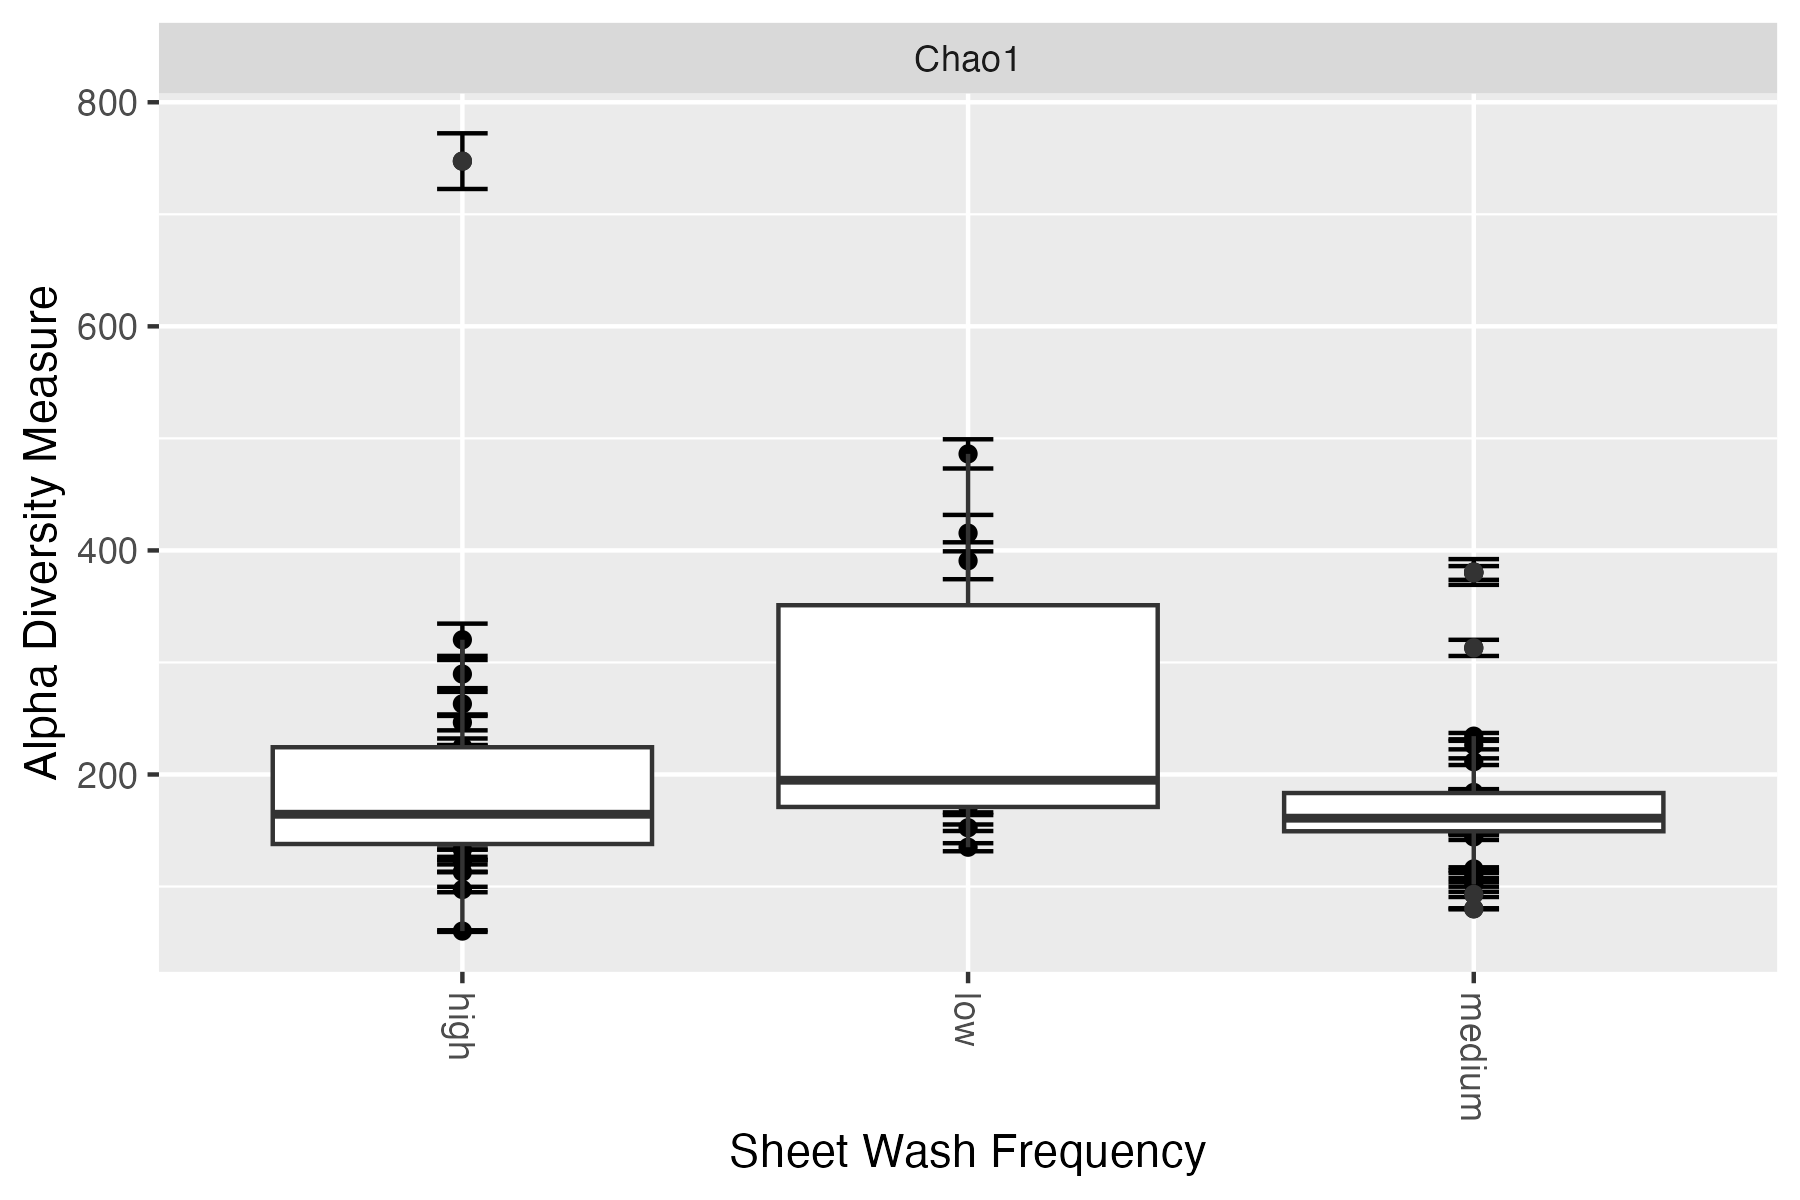 Chao1
800
600
400
200
Alpha Diversity Measure
high
low
medium
Sheet Wash Frequency